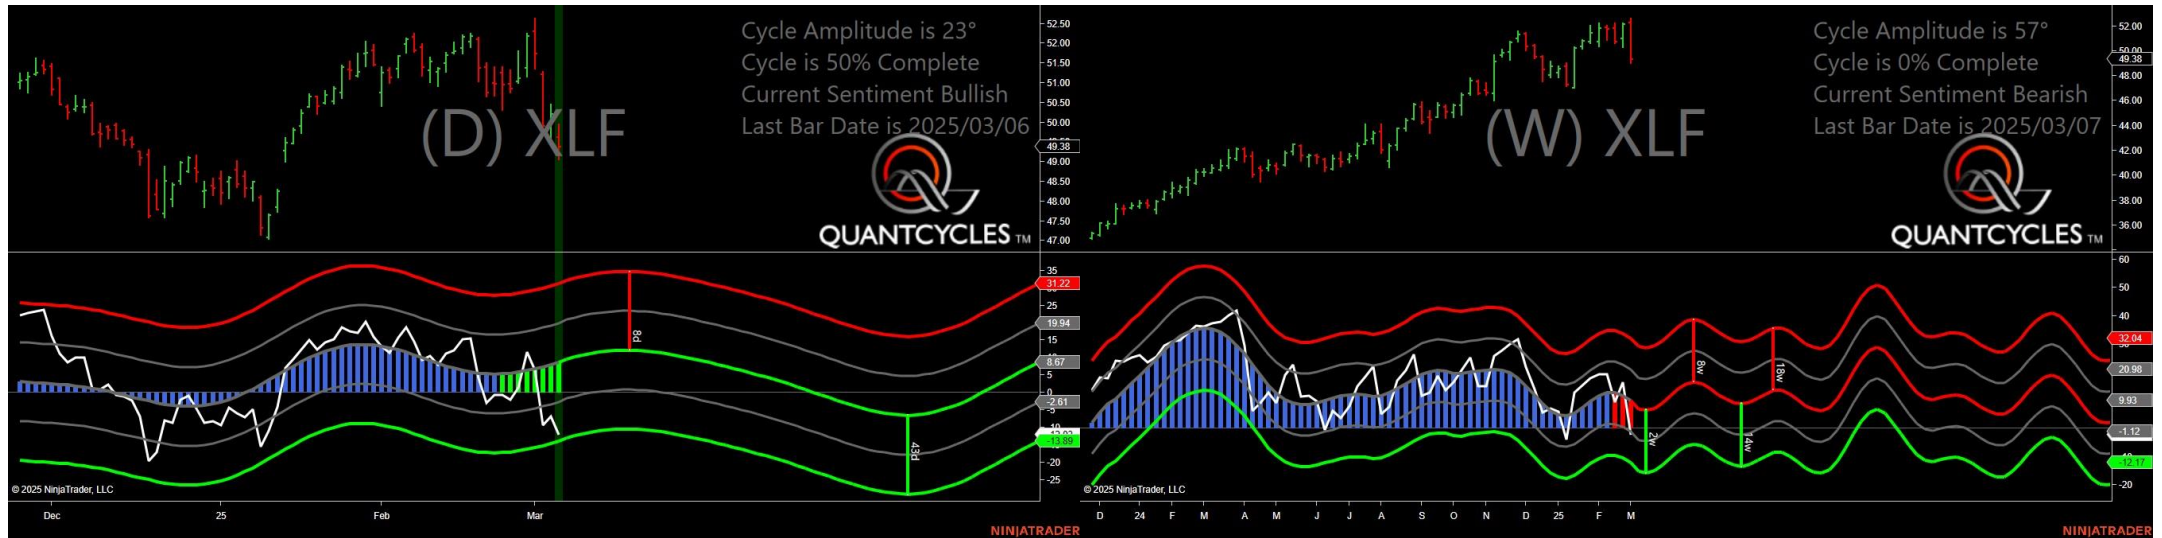 Cycle Amplitude is 23°
Cycle is 50% Complete
Current Sentiment Bullish
Last Bar Date is 2025/03/06
(D) XLF
QUANTCYCLES TM
52.50
52.00
51.50
51.00
50.50
50.00
49.38
49.00
48.50
48.00
47.50
47.00
35
31.22
25
19.94
15
8.67
5
0
-2.61
-5
-13.89
-20
-25
8d
43d
© 2025 NinjaTrader, LLC
Dec
25
Feb
Mar
NINJATRADER
Cycle Amplitude is 57°
Cycle is 0% Complete
Current Sentiment Bearish
Last Bar Date is 2025/03/07
(W) XLF
QUANTCYCLES TM
52.00
50.00
49.38
48.00
46.00
44.00
42.00
40.00
38.00
36.00
60
50
40
32.04
20.98
9.93
-1.12
-12.17
-20
8w
18w
2w
14w
© 2025 NinjaTrader, LLC
D 24 F M A M J J A S O N D 25 F M
NINJATRADER